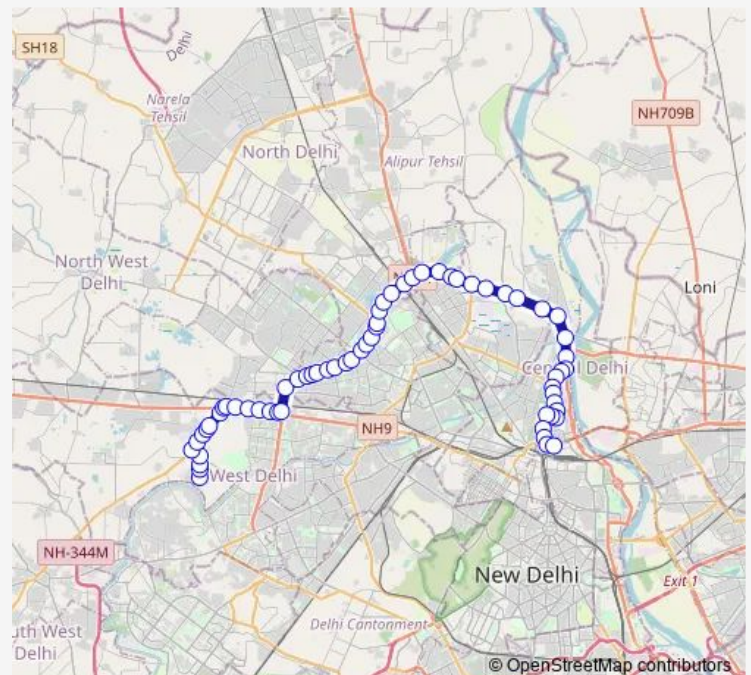 SH18
Delhi
Narela
Tehsil
NH709B
North Delhi
Alipur Tehsil
North West
Delhi
Loni
Central Delhi
NH9
West Delhi
NH-344M
New Delhi
Exit 1
uth West
Delhi
Delhi Cantonment
© OpenStreetMap contributors